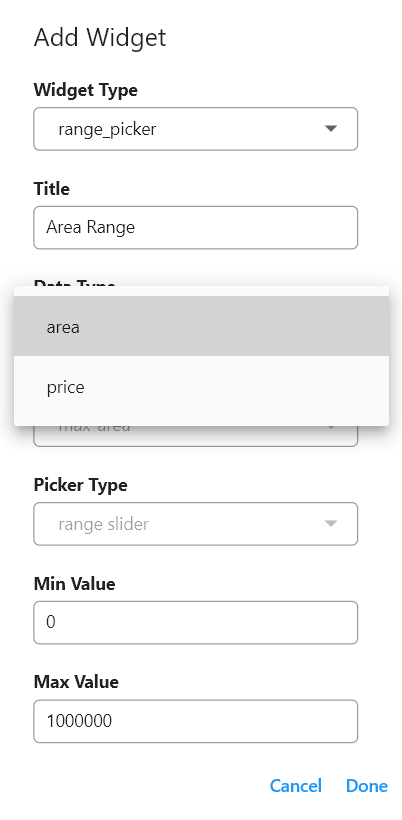 Add Widget
Widget Type
range_picker
Title
Area Range
Data Type
area
price
max area
Picker Type
range slider
Min Value
0
Max Value
1000000
Cancel Done